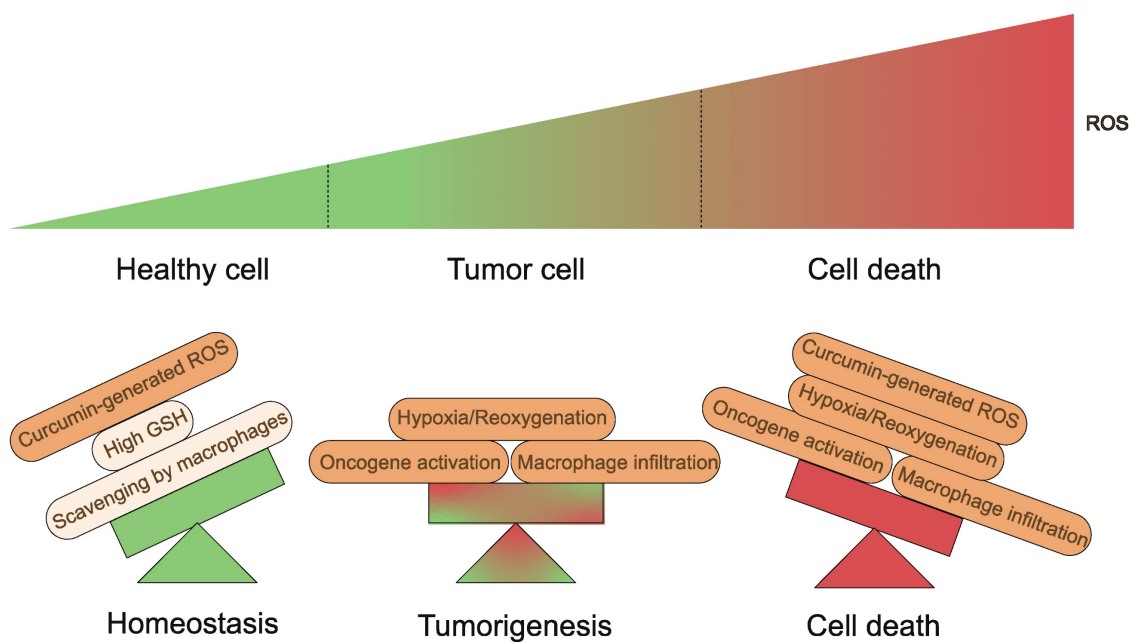 ROS
Healthy cell
Tumor cell
Cell death
Curcumin-generated ROS
High GSH
Scavenging by macrophages
Homeostasis
Hypoxia/Reoxygenation
Oncogene activation
Macrophage infiltration
Tumorigenesis
Curcumin-generated ROS
Hypoxia/Reoxygenation
Oncogene activation
Macrophage infiltration
Cell death